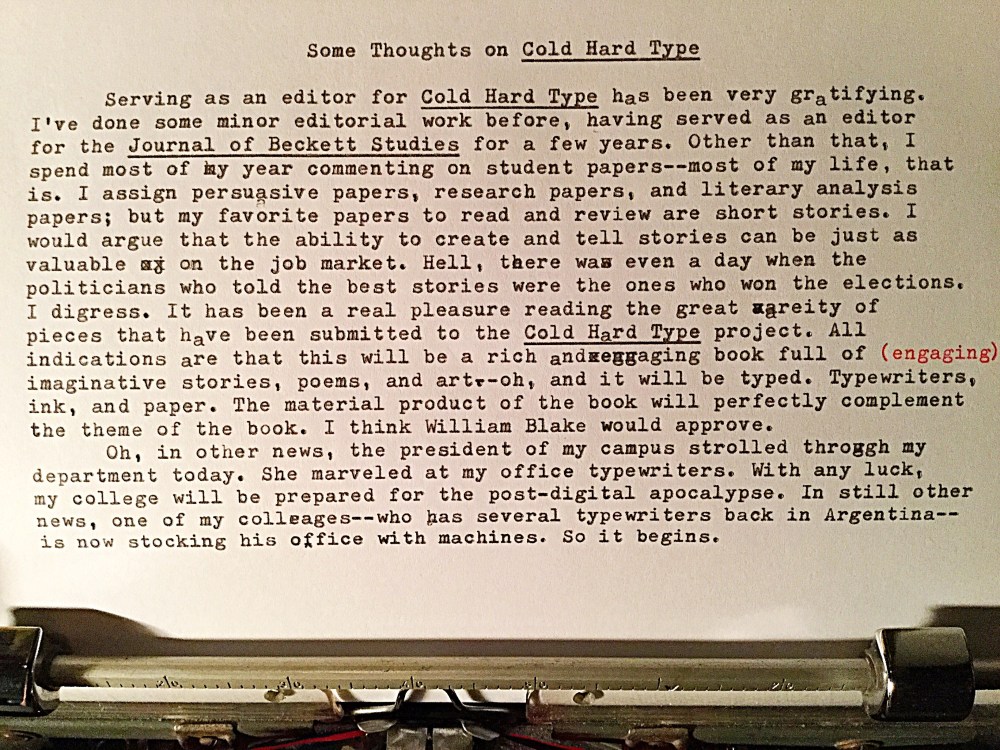 Some Thoughts on Cold Hard Type
Serving as an editor for Cold Hard Type has been very gratifying.
I've done some minor editorial work before, having served as an editor
for the Journal of Beckett Studies for a few years. Other than that, I
spend most of my year commenting on student papers--most of my life, that
is. I assign persuasive papers, research papers, and literary analysis
papers; but my favorite papers to read and review are short stories. I
would argue that the ability to create and tell stories can be just as
valuable on the job market. Hell, there was even a day when the
politicians who told the best stories were the ones who won the elections.
I digress. It has been a real pleasure reading the great of
pieces that have been submitted to the Cold Hard Type project. All
indications are that this will be a rich and book full of (engaging)
imaginative stories, poems, and art--oh, and it will be typed. Typewriters,
ink, and paper. The material product of the book will perfectly complement
the theme of the book. I think William Blake would approve.
Oh, in other news, the president of my campus strolled through my
department today. She marveled at my office typewriters. With any luck,
my college will be prepared for the post-digital apocalypse. In still other
news, one of my colleages--who has several typewriters back in Argentina--
is now stocking his office with machines. So it begins.